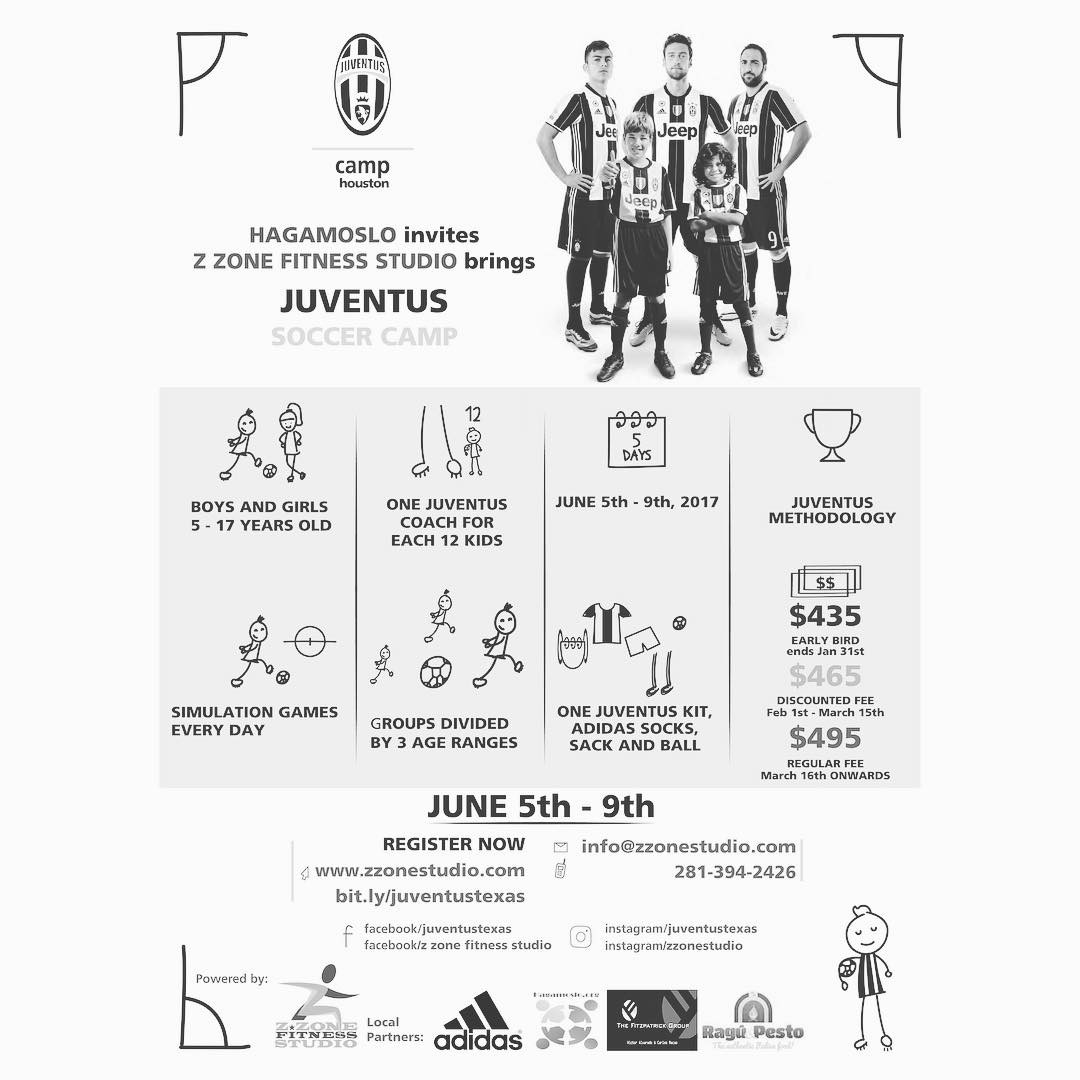 JUVENTUS
camp
houston
HAGAMOSLO invites
Z ZONE FITNESS STUDIO brings
JUVENTUS
SOCCER CAMP
Jeep
Jeep
Jeep
Jeep
9
BOYS AND GIRLS
5 - 17 YEARS OLD
12
ONE JUVENTUS
COACH FOR
EACH 12 KIDS
5
DAYS
JUNE 5th - 9th, 2017
JUVENTUS
METHODOLOGY
SIMULATION GAMES
EVERY DAY
GROUPS DIVIDED
BY 3 AGE RANGES
ONE JUVENTUS KIT,
ADIDAS SOCKS,
SACK AND BALL
$$
$435
EARLY BIRD
ends Jan 31st
$465
DISCOUNTED FEE
Feb 1st - March 15th
$495
REGULAR FEE
March 16th ONWARDS
JUNE 5th - 9th
REGISTER NOW
www.zzonestudio.com
bit.ly/juventustexas
info@zzonestudio.com
281-394-2426
facebook/juventustexas
facebook/z zone fitness studio
instagram/juventustexas
instagram/zzonestudio
Powered by:
Z·ZONE
FITNESS
STUDIO
Local
Partners:
adidas
Hagamoslo.org
THE FITZPATRICK GROUP
Ragú Pesto